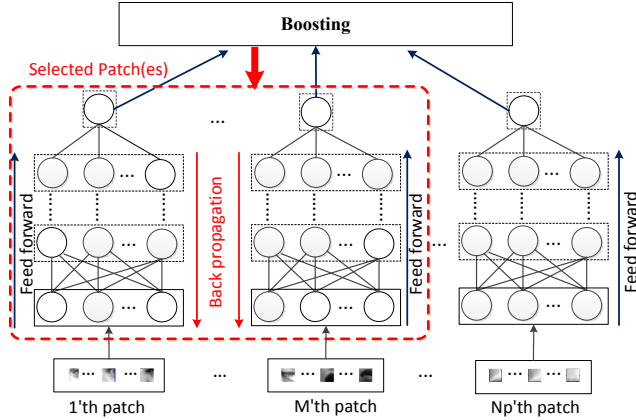 Boosting
Selected Patch(es)
...
Feed forward
Back propagation
Feed forward
...
Feed forward
...
...
1'th patch
M'th patch
Np'th patch